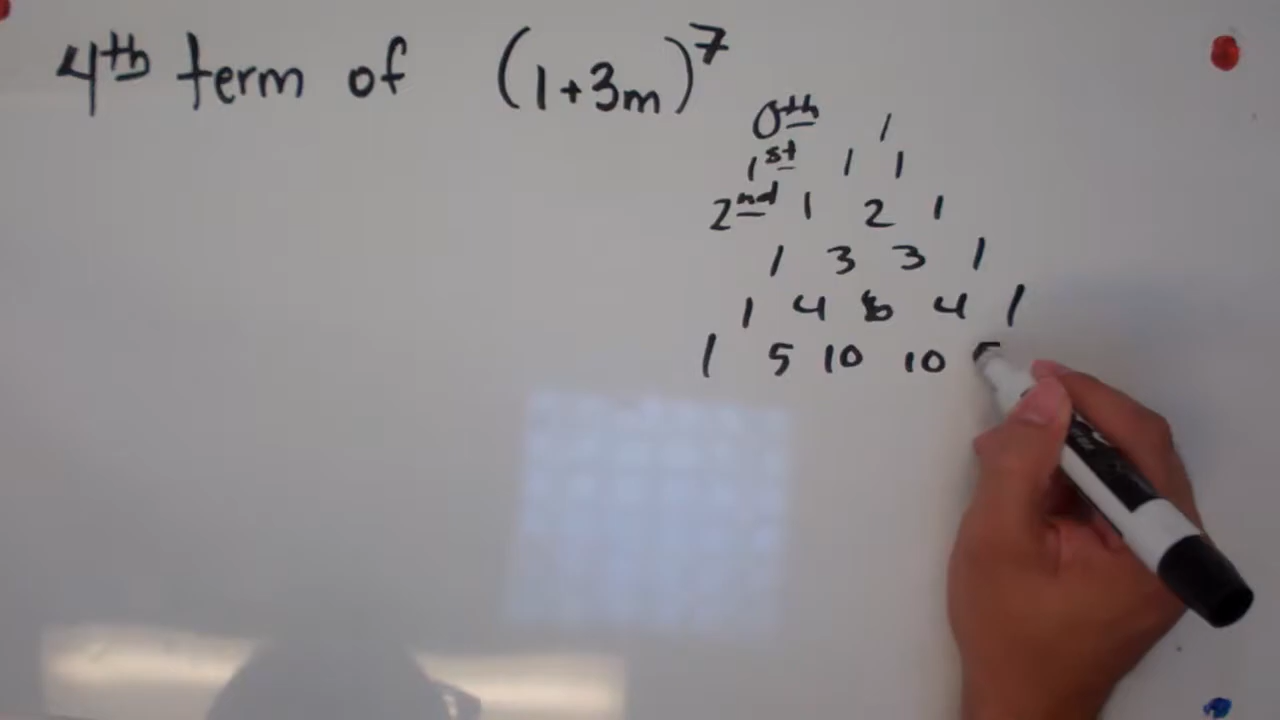 4th term of (1+3m)^7
0th 1
1st 1 1
2nd 1 2 1
1 3 3 1
1 4 6 4 1
1 5 10 10 5